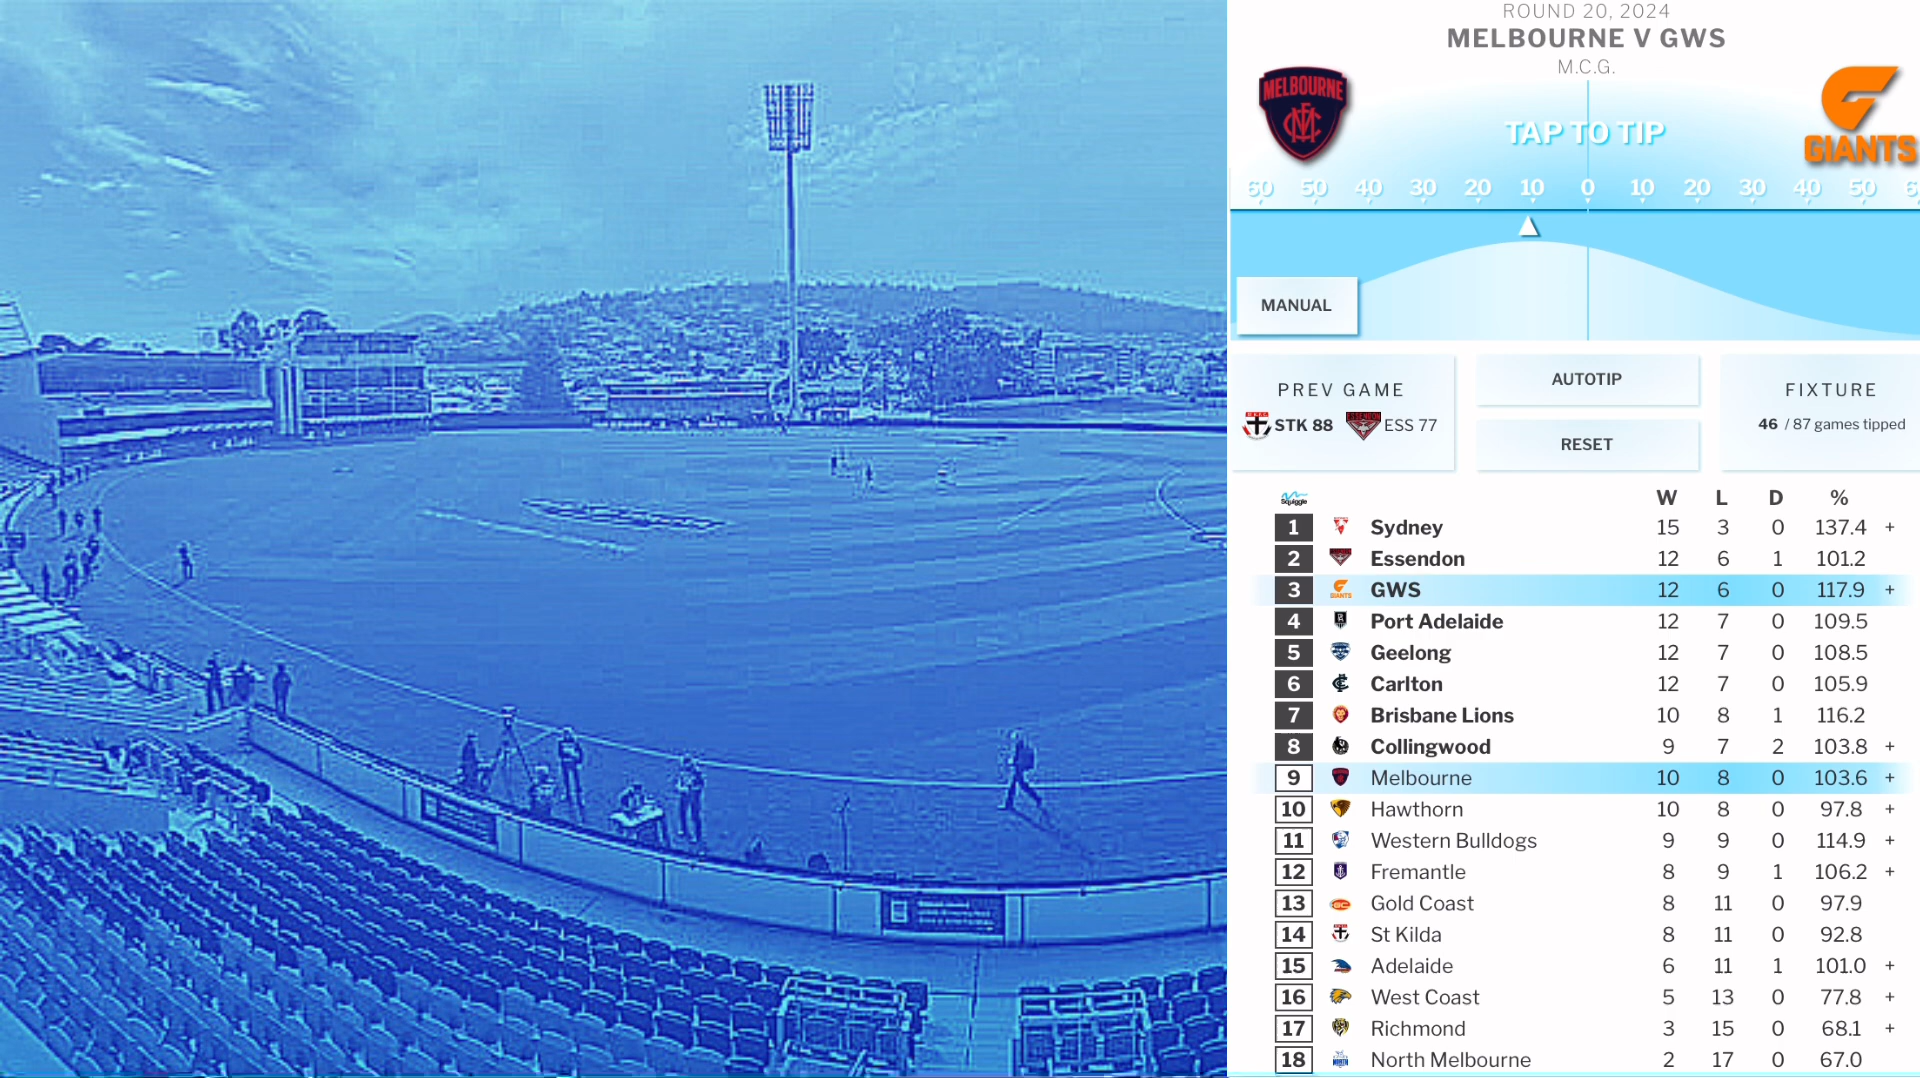 ROUND 20, 2024
MELBOURNE V GWS
M.C.G.
MELBOURNE
TAP TO TIP
GIANTS
60 50 40 30 20 10 0 10 20 30 40 50 6
MANUAL
PREV GAME
STK 88 ESS 77
AUTOTIP
RESET
FIXTURE
46 / 87 games tipped
Squiggle W L D %
1 Sydney 15 3 0 137.4 +
2 Essendon 12 6 1 101.2
3 GWS 12 6 0 117.9 +
4 Port Adelaide 12 7 0 109.5
5 Geelong 12 7 0 108.5
6 Carlton 12 7 0 105.9
7 Brisbane Lions 10 8 1 116.2
8 Collingwood 9 7 2 103.8 +
9 Melbourne 10 8 0 103.6 +
10 Hawthorn 10 8 0 97.8 +
11 Western Bulldogs 9 9 0 114.9 +
12 Fremantle 8 9 1 106.2 +
13 Gold Coast 8 11 0 97.9
14 St Kilda 8 11 0 92.8
15 Adelaide 6 11 1 101.0 +
16 West Coast 5 13 0 77.8 +
17 Richmond 3 15 0 68.1 +
18 North Melbourne 2 17 0 67.0